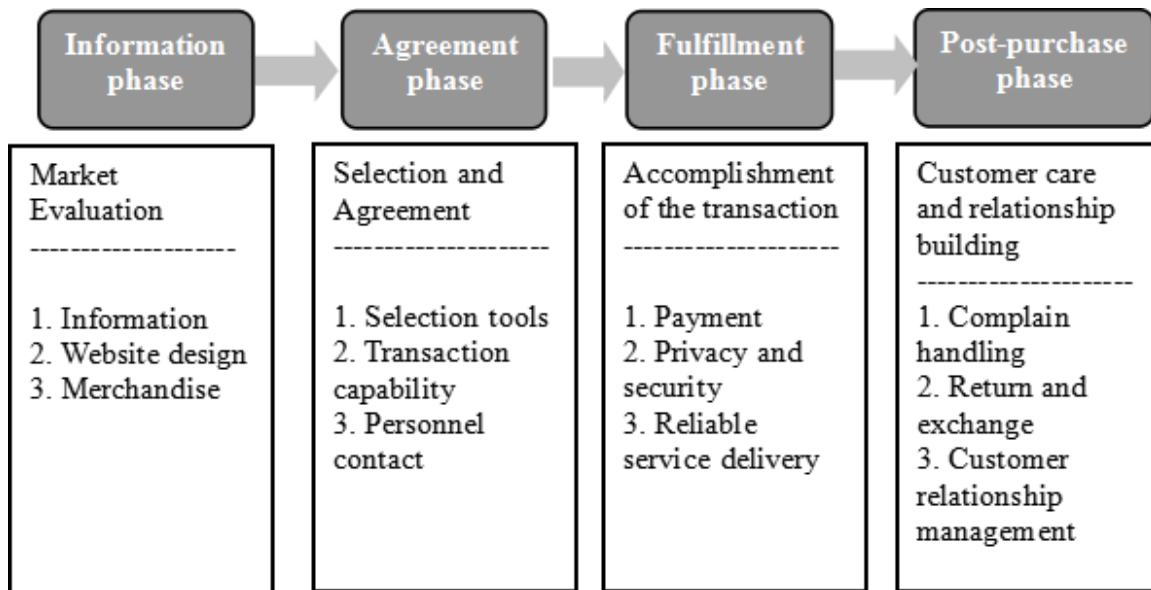 Information
phase
Agreement
phase
Fulfillment
phase
Post-purchase
phase
Market
Evaluation
---------------------
1. Information
2. Website design
3. Merchandise
Selection and
Agreement
----------------------
1. Selection tools
2. Transaction
capability
3. Personnel
contact
Accomplishment
of the transaction
----------------------
1. Payment
2. Privacy and
security
3. Reliable
service delivery
Customer care
and relationship
building
----------------------
1. Complain
handling
2. Return and
exchange
3. Customer
relationship
management